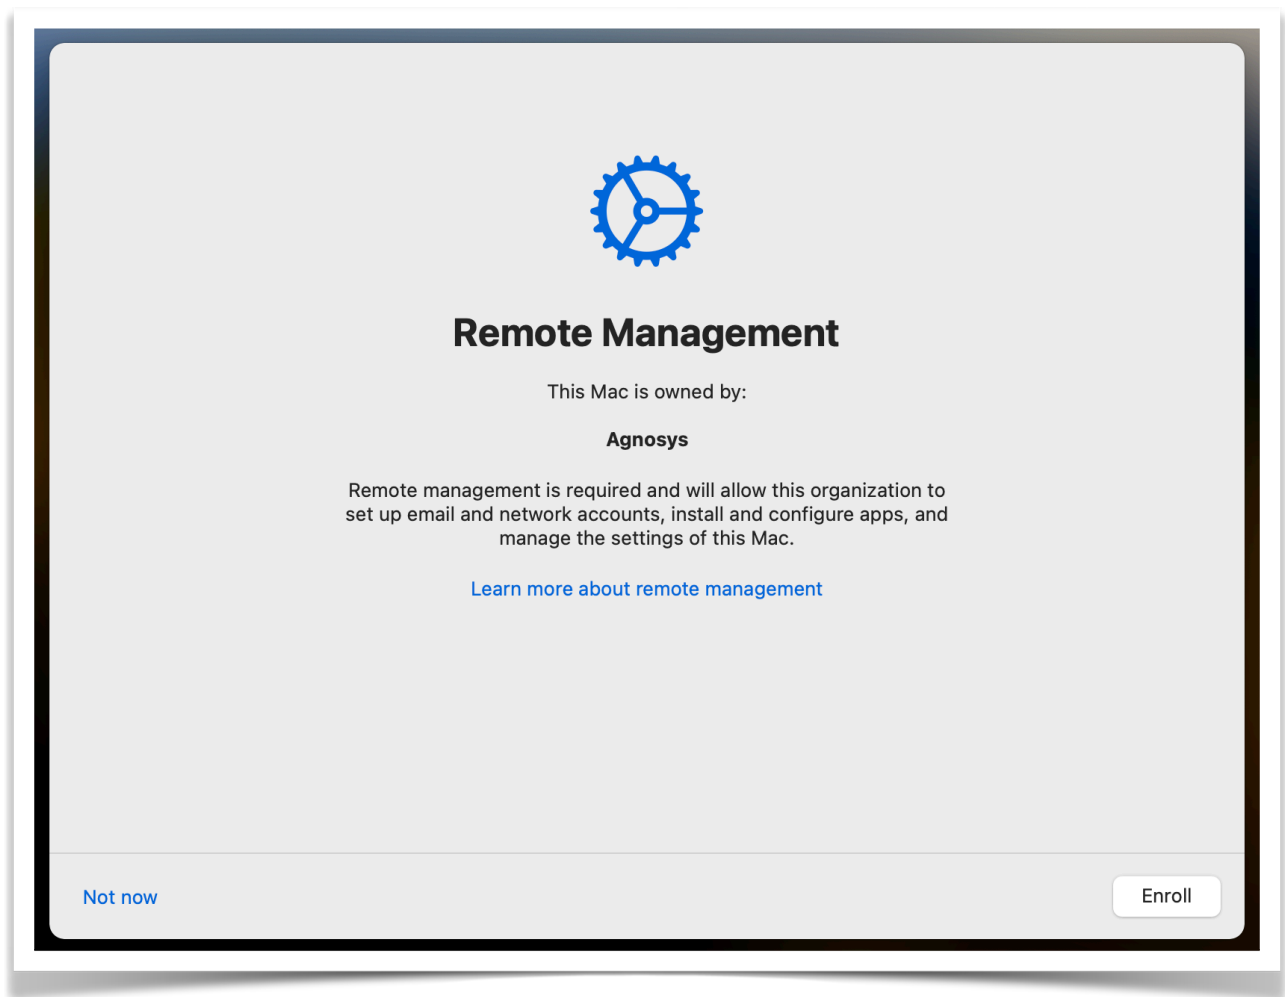 Remote Management
This Mac is owned by:
Agnosys
Remote management is required and will allow this organization to
set up email and network accounts, install and configure apps, and
manage the settings of this Mac.
Learn more about remote management
Not now
Enroll